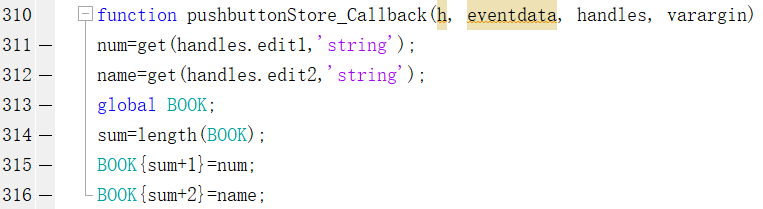 310 function pushbuttonStore_Callback(h, eventdata, handles, varargin)
311 — num=get(handles.edit1,'string');
312 — name=get(handles.edit2,'string');
313 — global BOOK;
314 — sum=length(BOOK);
315 — BOOK{sum+1}=num;
316 — BOOK{sum+2}=name;